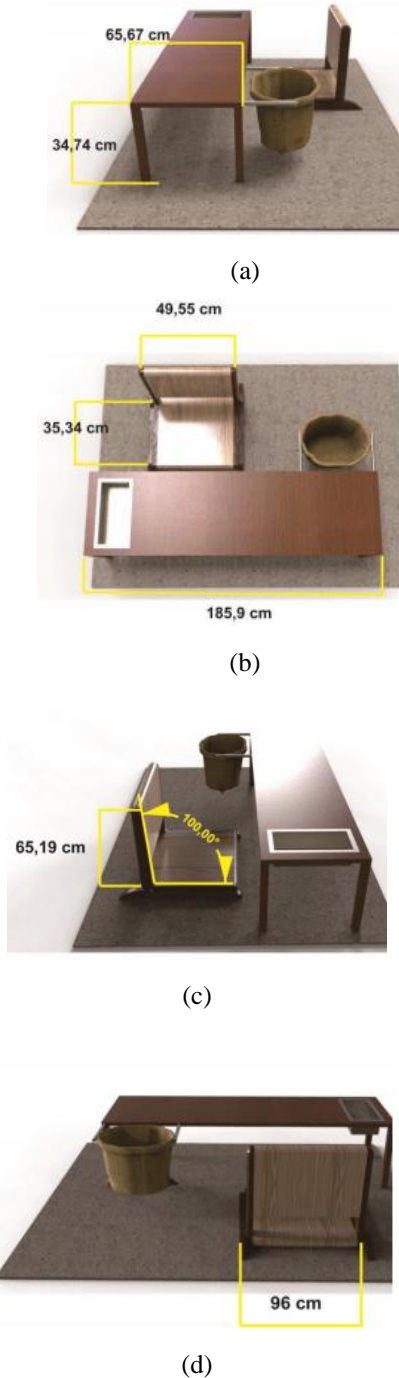 65,67 cm
34,74 cm
(a)
49,55 cm
35,34 cm
185,9 cm
(b)
100,00°
65,19 cm
(c)
96 cm
(d)